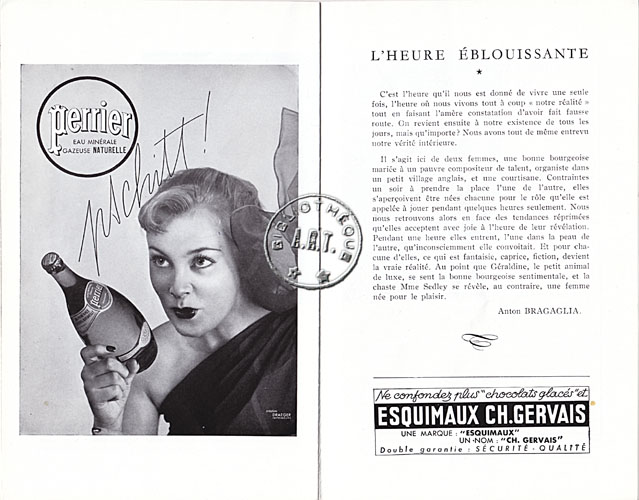 Perrier
EAU MINÉRALE
GAZEUSE NATURELLE
pschitt!
Perrier
DRAEGER
BIBLIOTHÈQUE
A.R.T.
L'HEURE ÉBLOUISSANTE
C'est l'heure qu'il nous est donné de vivre une seule
fois, l'heure où nous vivons tout à coup « notre réalité »
tout en faisant l'amère constatation d'avoir fait fausse
route. On revient ensuite à notre existence de tous les
jours, mais qu'importe ? Nous avons tout de même entrevu
notre vérité intérieure.
Il s'agit ici de deux femmes, une bonne bourgeoise
mariée à un pauvre compositeur de talent, organiste dans
un petit village anglais, et une courtisane. Contraintes
un soir à prendre la place l'une de l'autre, elles
s'aperçoivent être nées chacune pour le rôle qu'elle est
appelée à jouer pendant quelques heures seulement. Nous
nous retrouvons alors en face des tendances réprimées
qu'elles acceptent avec joie à l'heure de leur révélation.
Pendant une heure elles entrent, l'une dans la peau de
l'autre, qu'inconsciemment elle convoitait. Et pour cha-
cune d'elles, ce qui est fantaisie, caprice, fiction, devient
la vraie réalité. Au point que Géraldine, le petit animal
de luxe, se sent la bonne bourgeoise sentimentale, et la
chaste Mme Sedley se révèle, au contraire, une femme
née pour le plaisir.
Anton BRAGAGLIA.
Ne confondez plus "chocolats glacés" et
ESQUIMAUX CH.GERVAIS
UNE MARQUE : "ESQUIMAUX"
UN NOM : "CH. GERVAIS"
Double garantie : SÉCURITÉ - QUALITÉ